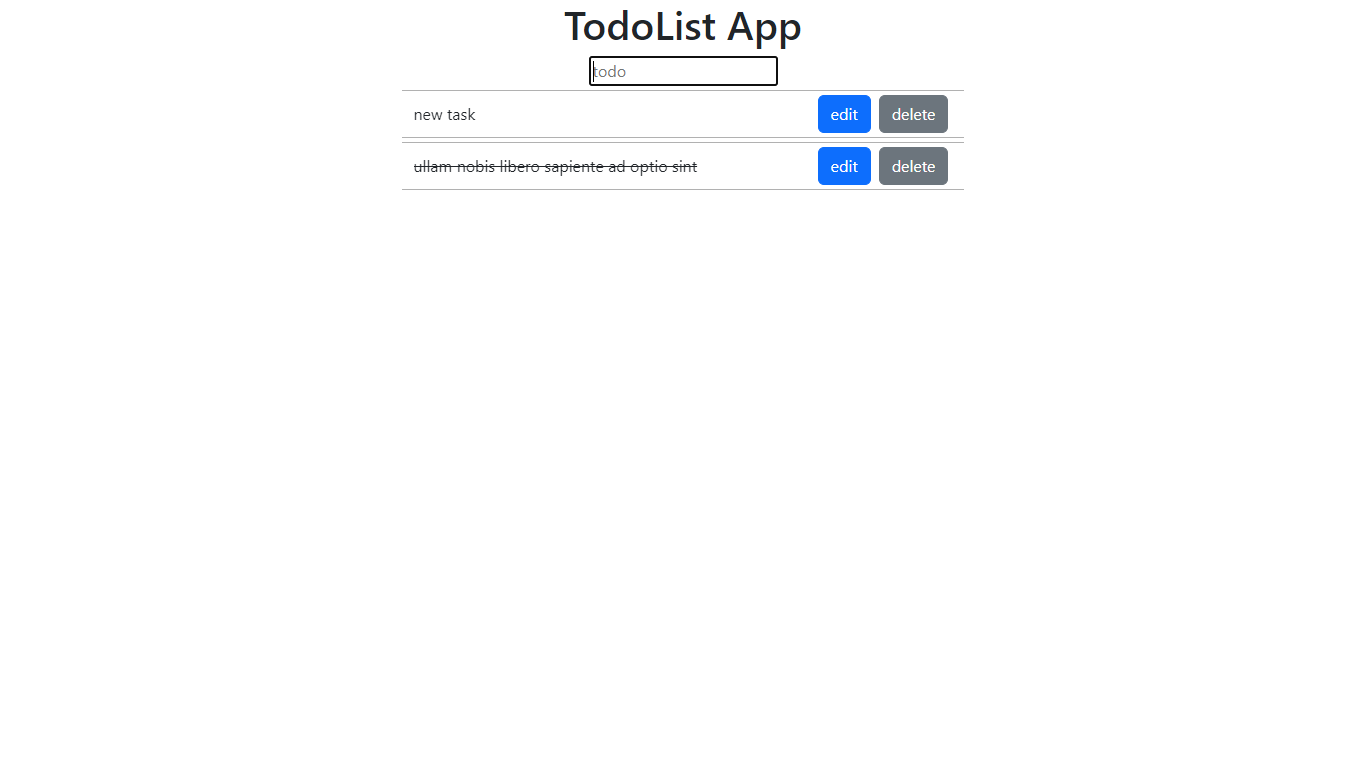 TodoList App
todo
new task edit delete
ullam nobis libero sapiente ad optio sint edit delete